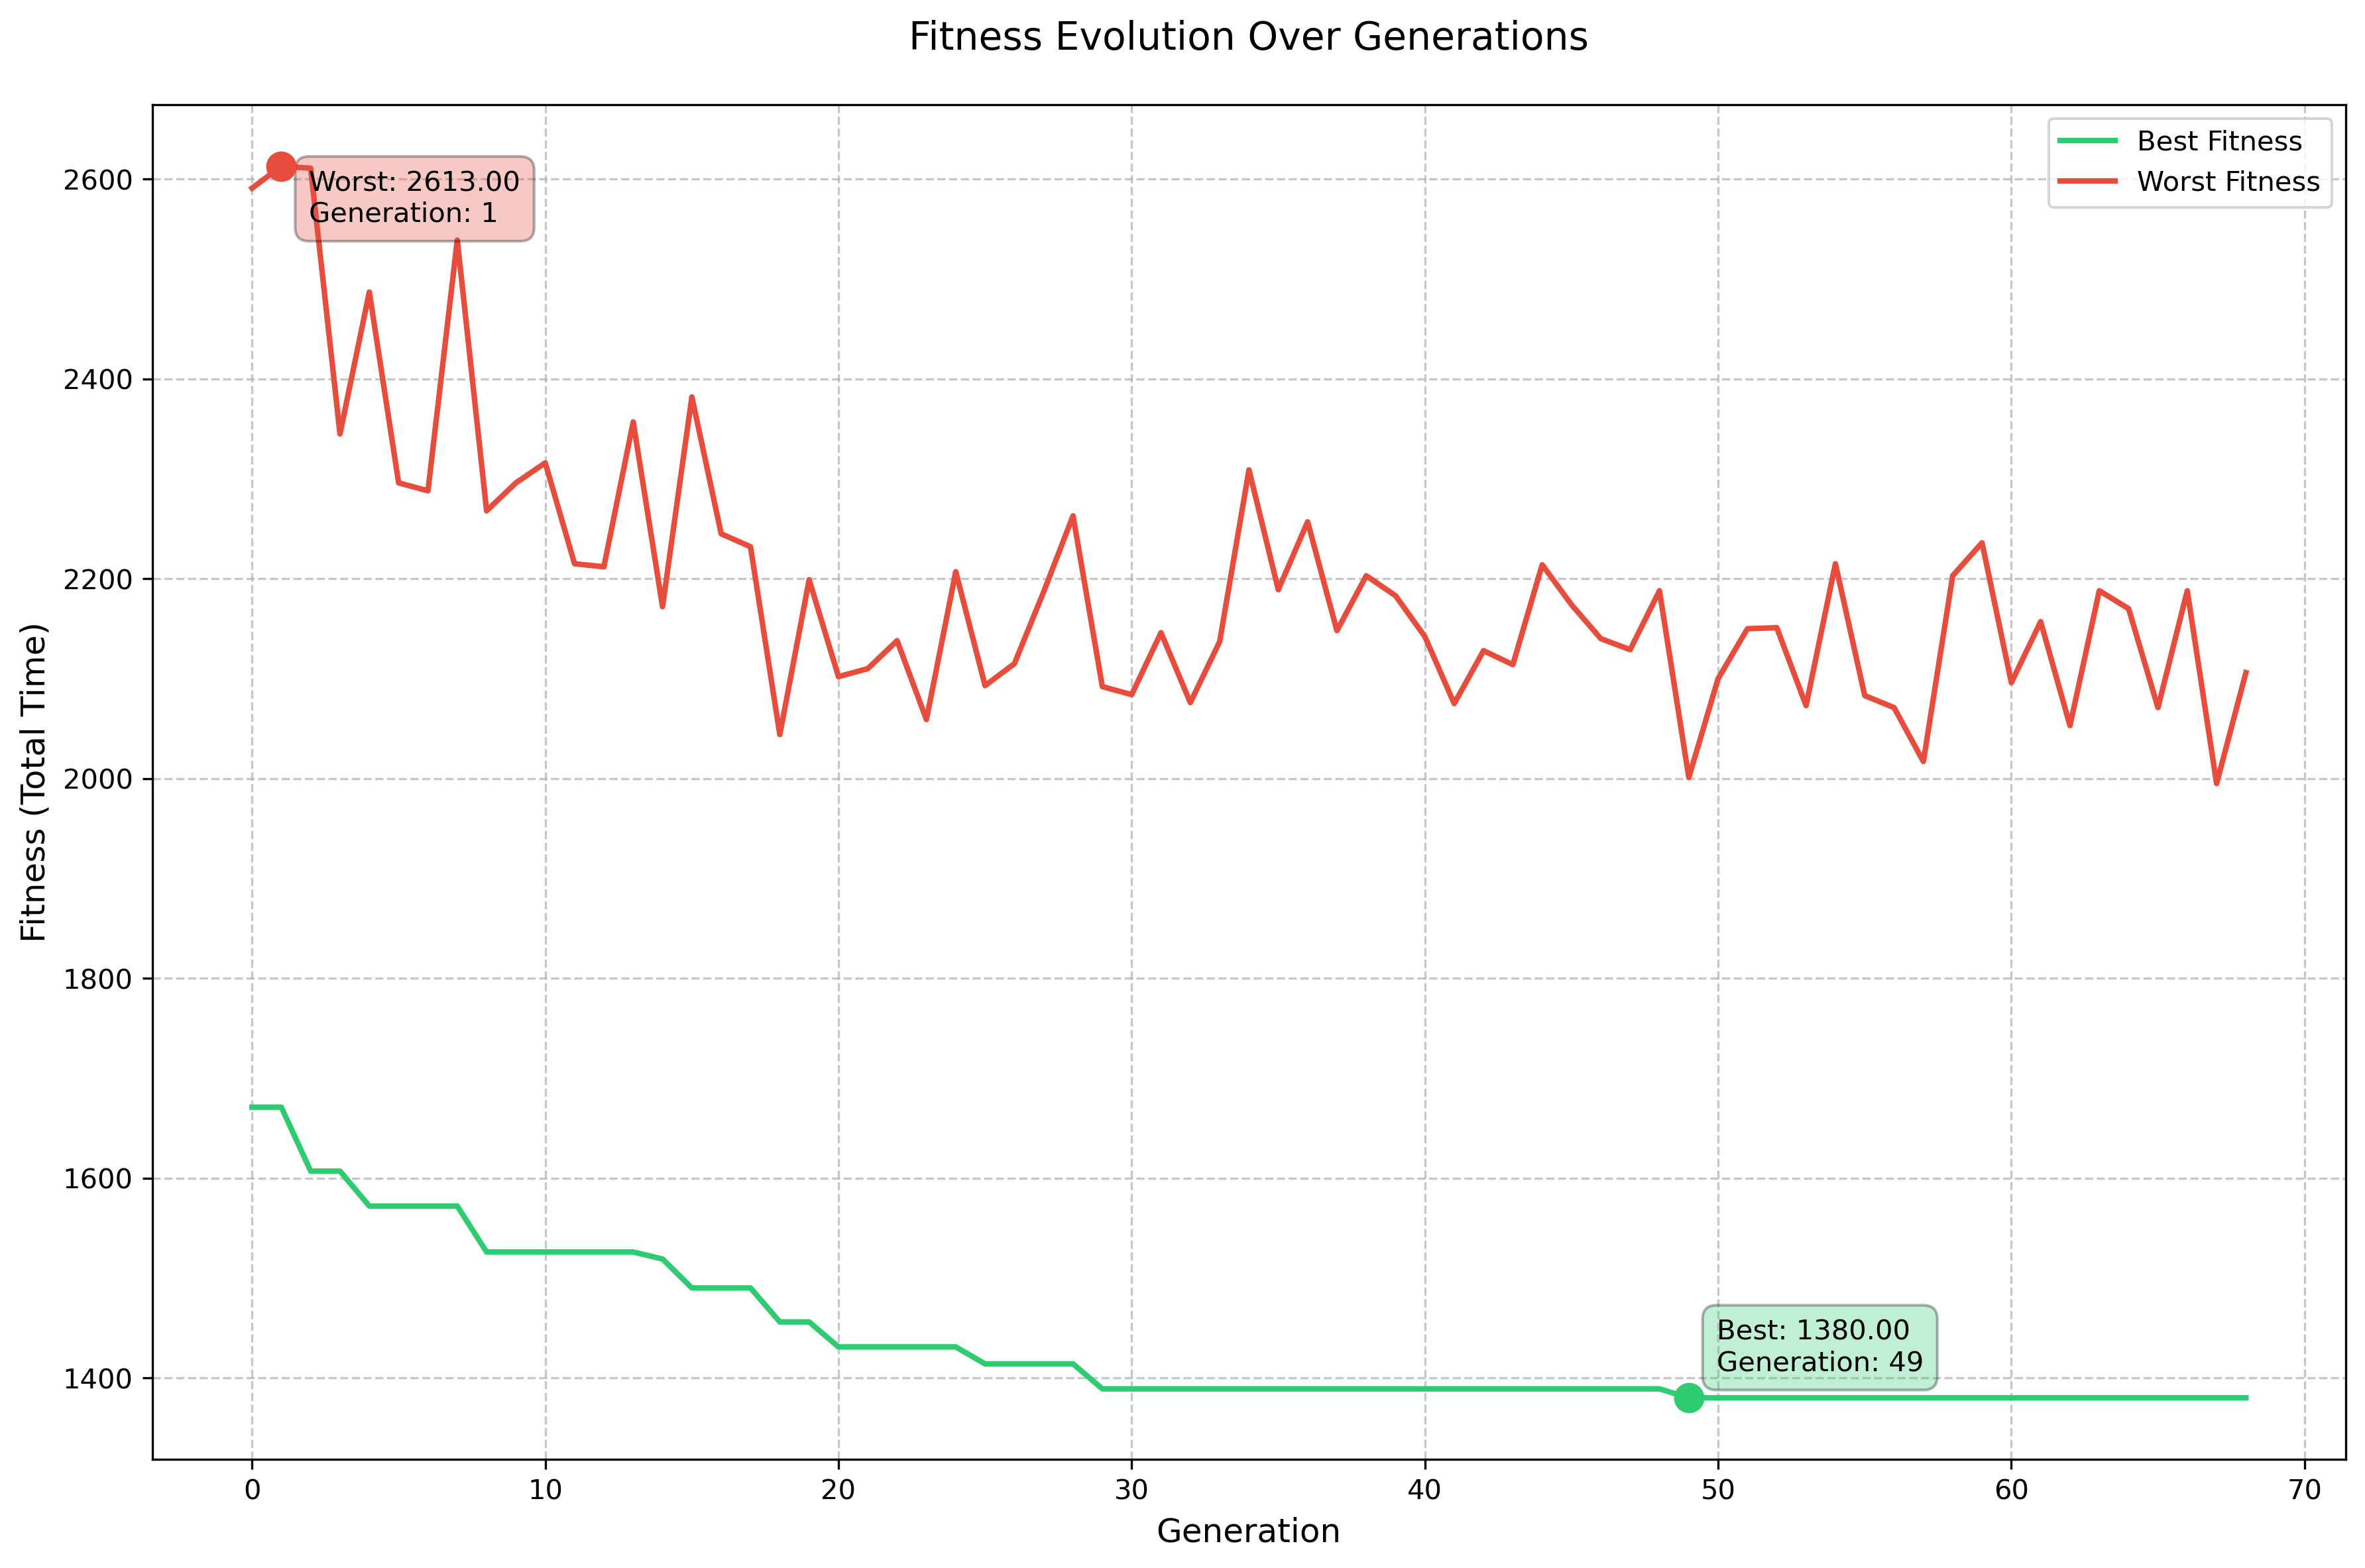 Fitness Evolution Over Generations
Best Fitness
Worst Fitness
Worst: 2613.00
Generation: 1
2600
2400
2200
2000
1800
1600
1400
Fitness (Total Time)
Best: 1380.00
Generation: 49
0 10 20 30 40 50 60 70
Generation